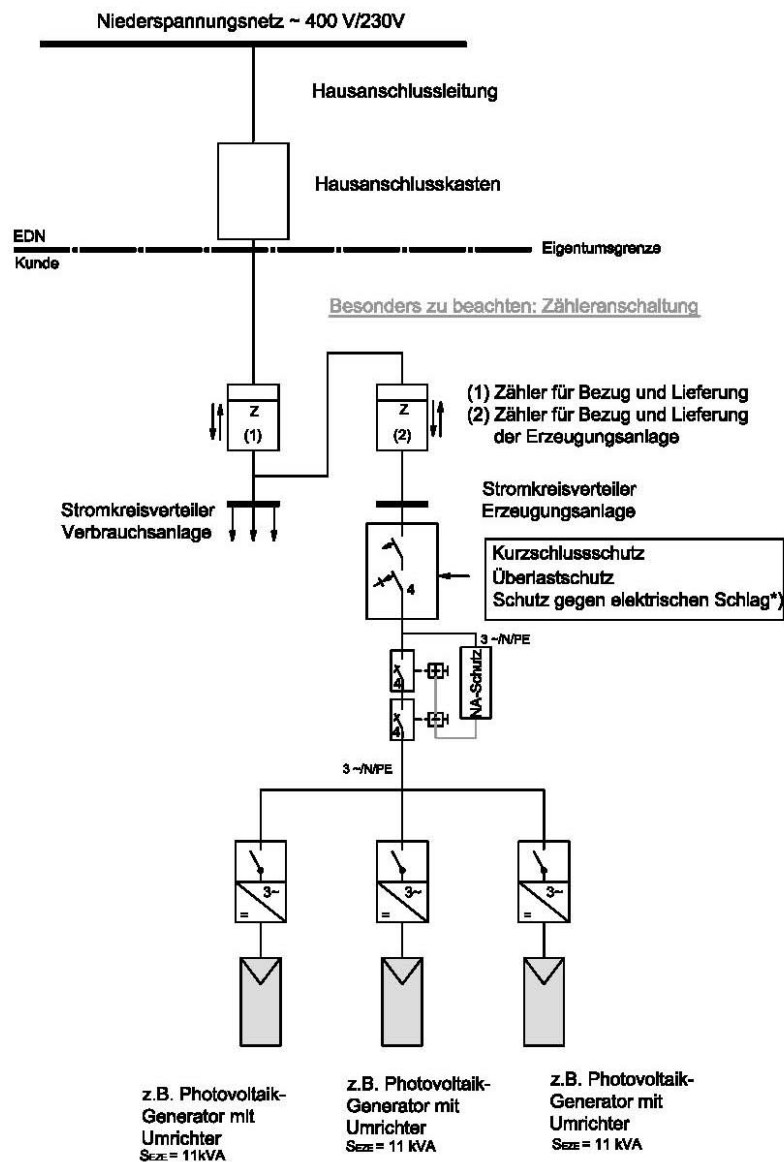 Niederspannungsnetz ~ 400 V/230V
Hausanschlussleitung
Hausanschlusskasten
EDN
Kunde
Eigentumsgrenze
Besonders zu beachten: Zähleranschaltung
Z
(1)
Z
(2)
(1) Zähler für Bezug und Lieferung
(2) Zähler für Bezug und Lieferung
der Erzeugungsanlage
Stromkreisverteiler
Verbrauchsanlage
Stromkreisverteiler
Erzeugungsanlage
4
Kurzschlussschutz
Überlastschutz
Schutz gegen elektrischen Schlag*)
3 ~/N/PE
4
4
NA-Schutz
3 ~/N/PE
3~
=
3~
=
3~
=
z.B. Photovoltaik-
Generator mit
Umrichter
SEZE = 11kVA
z.B. Photovoltaik-
Generator mit
Umrichter
SEZE = 11 kVA
z.B. Photovoltaik-
Generator mit
Umrichter
SEZE = 11 kVA